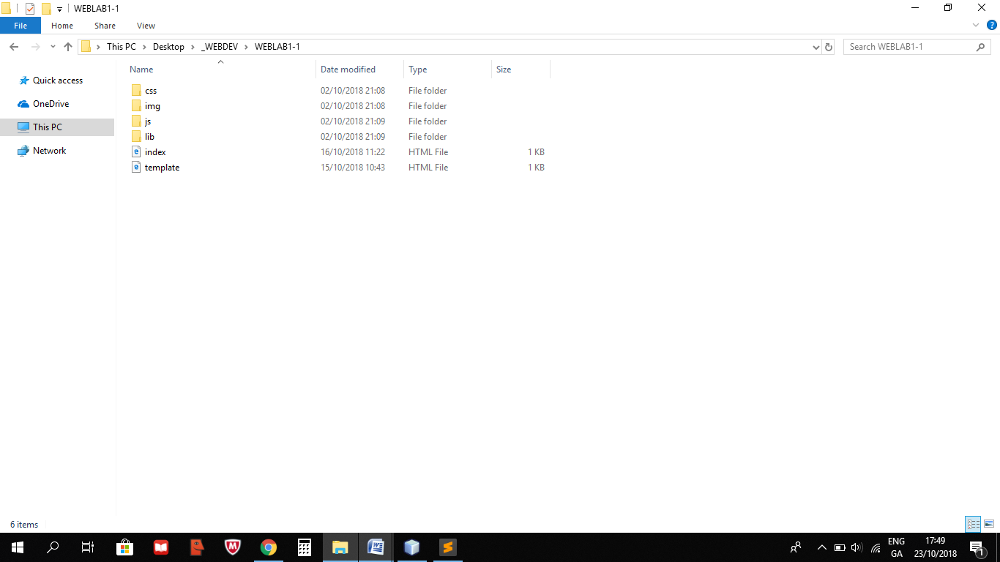 WEBLAB1-1
File Home Share View
This PC Desktop _WEBDEV WEBLAB1-1 Search WEBLAB1-1
Name Date modified Type Size
Quick access
OneDrive
This PC
Network
css 02/10/2018 21:08 File folder
img 02/10/2018 21:08 File folder
js 02/10/2018 21:09 File folder
lib 02/10/2018 21:09 File folder
index 16/10/2018 11:22 HTML File 1 KB
template 15/10/2018 10:43 HTML File 1 KB
6 items
ENG 17:49
GA 23/10/2018 1